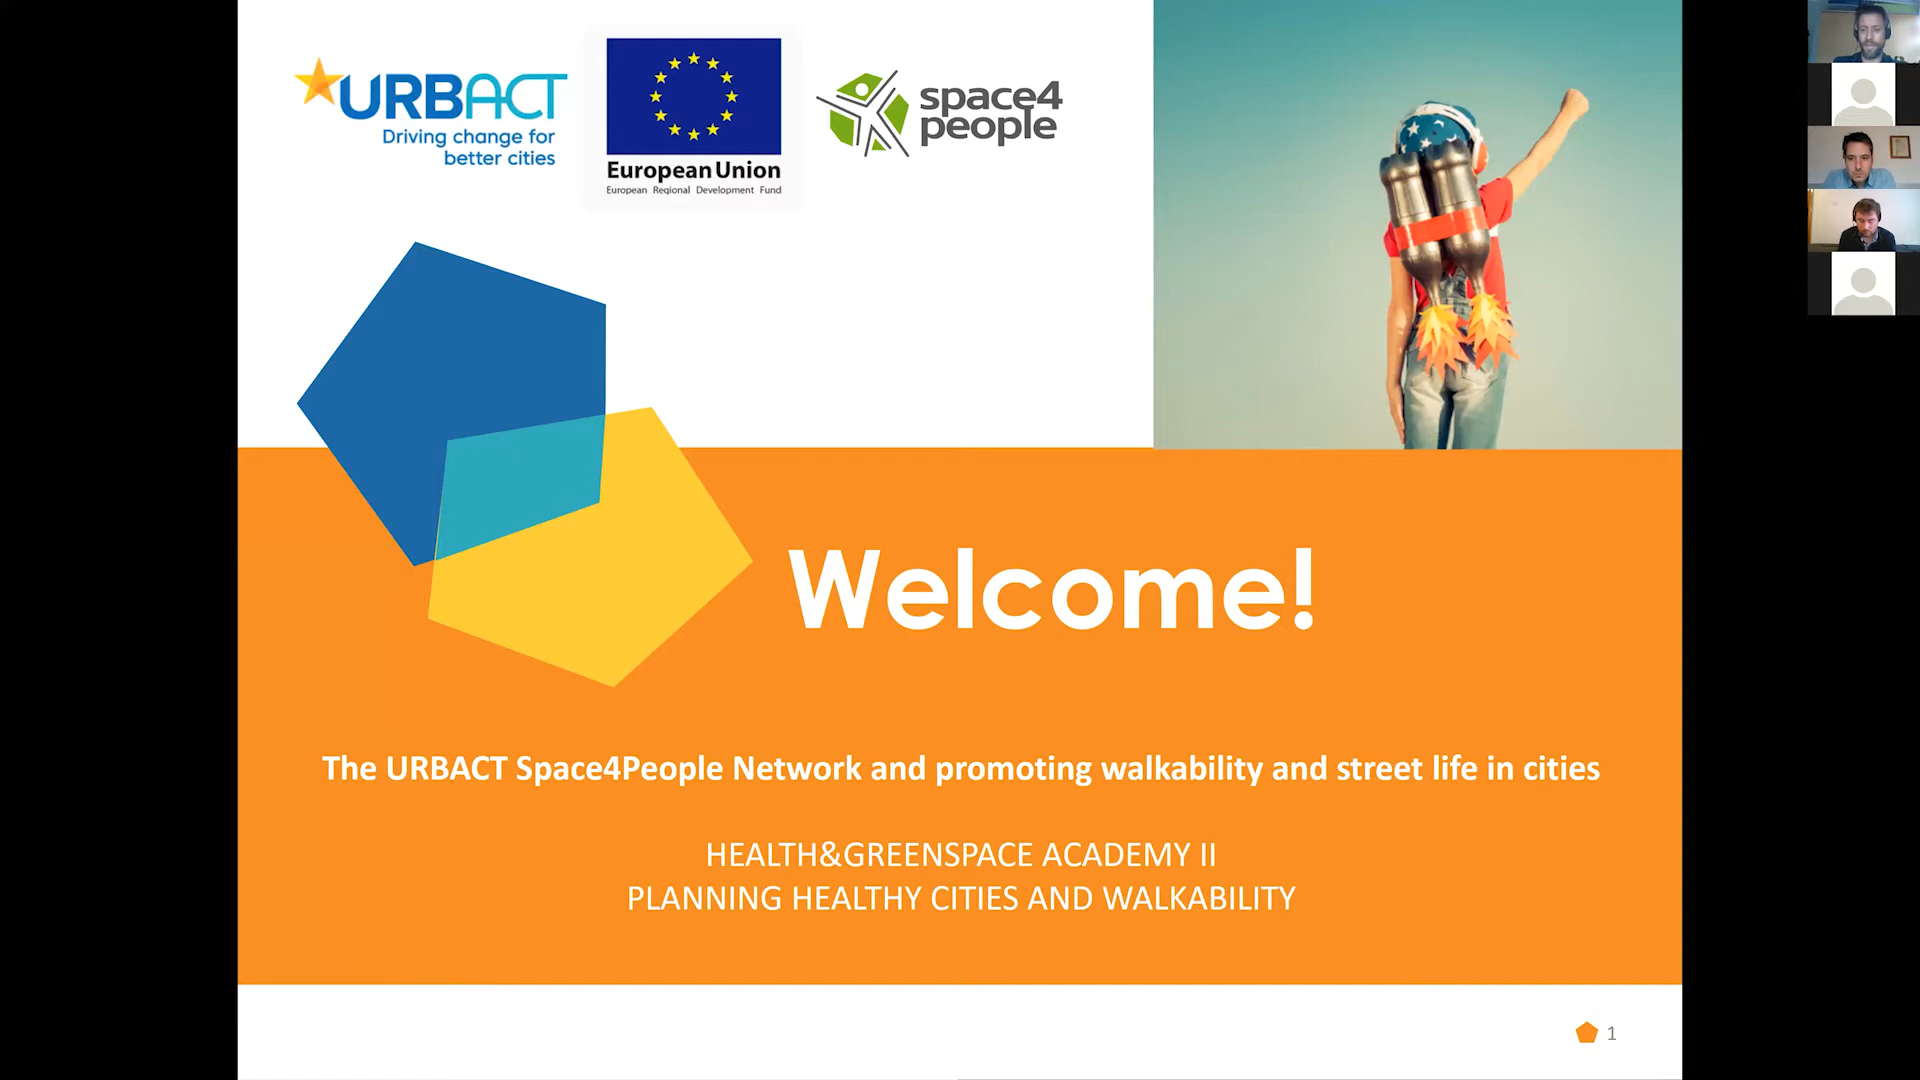 URBACT
Driving change for
better cities
European Union
European Regional Development Fund
space4
people
Welcome!
The URBACT Space4People Network and promoting walkability and street life in cities
HEALTH&GREENSPACE ACADEMY II
PLANNING HEALTHY CITIES AND WALKABILITY
1